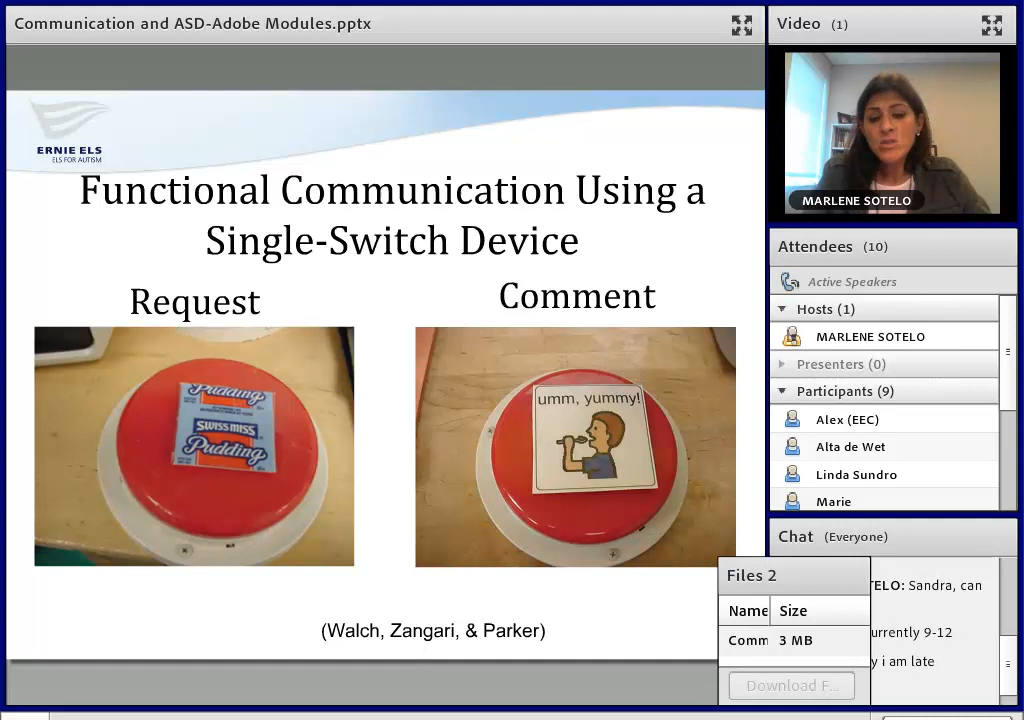 Communication and ASD-Adobe Modules.pptx
ERNIE ELS
ELS FOR AUTISM
Functional Communication Using a
Single-Switch Device
Request
Comment
Pudding
SWISS MISS
Pudding
umm, yummy!
(Walch, Zangari, & Parker)
Video (1)
MARLENE SOTELO
Attendees (10)
Active Speakers
Hosts (1)
MARLENE SOTELO
Presenters (0)
Participants (9)
Alex (EEC)
Alta de Wet
Linda Sundro
Marie
Chat (Everyone)
TELO: Sandra, can
urrently 9-12
y i am late
Files 2
Name Size
Comm 3 MB
Download F...